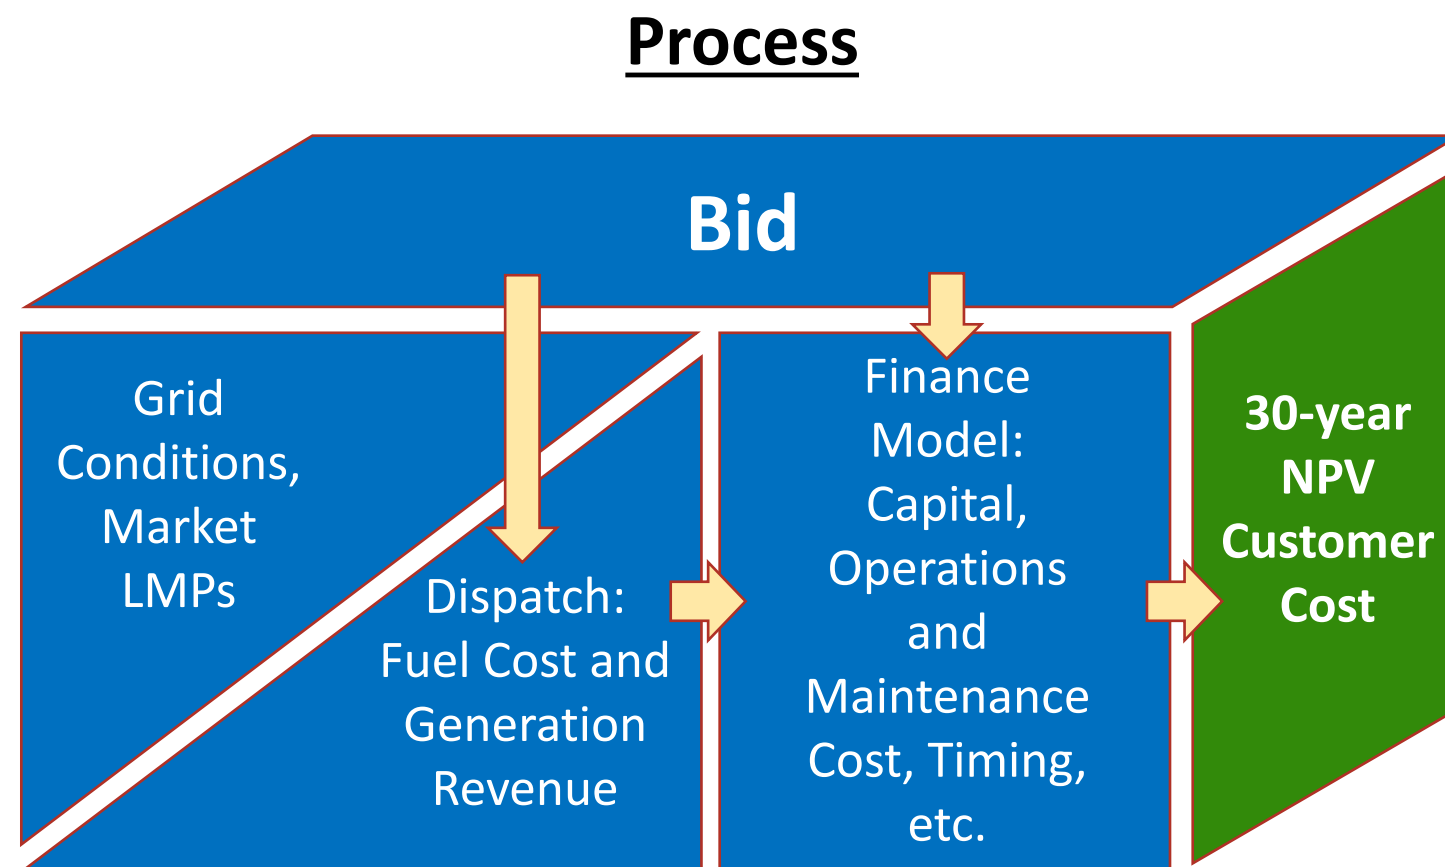 Process
Bid
Grid
Conditions,
Market
LMPs
Dispatch:
Fuel Cost and
Generation
Revenue
Finance
Model:
Capital,
Operations
and
Maintenance
Cost, Timing,
etc.
30-year
NPV
Customer
Cost